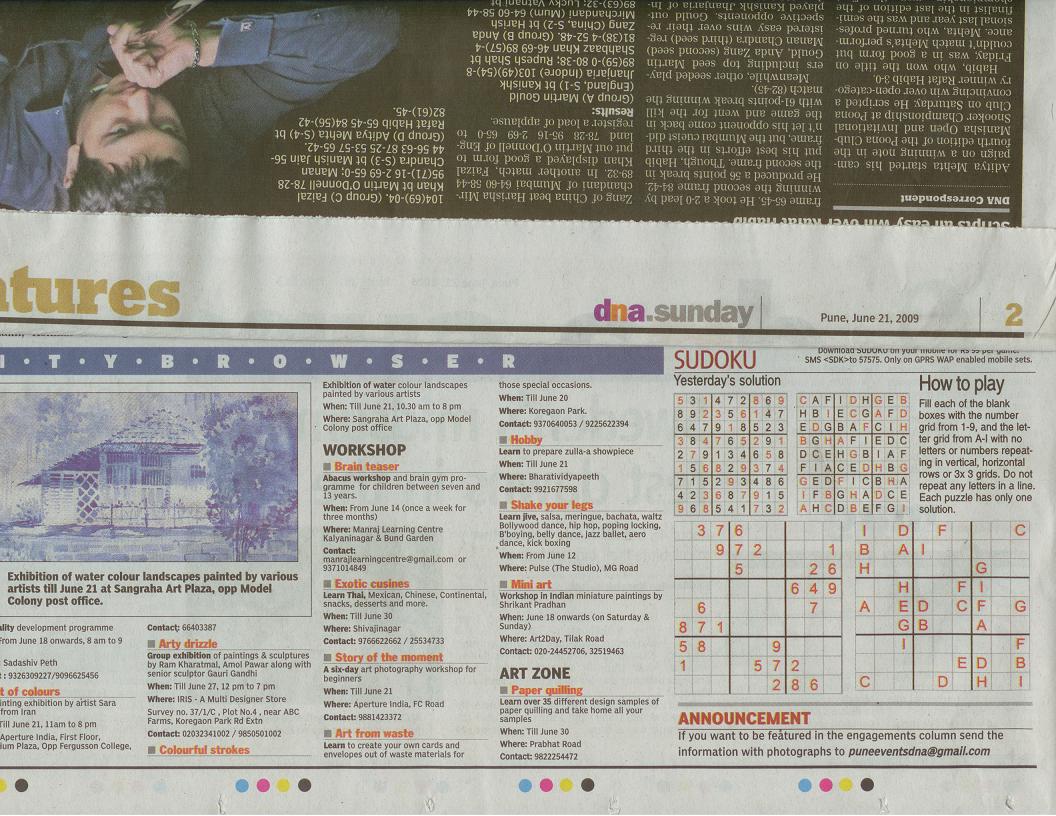 Scripts an easy win over Rafat Habib
DNA Correspondent
Aditya Mehta started his cam-
paign on a winning note in the
fourth edition of the Poona Club
Manisha Open and Invitational
Snooker Championship at Poona
Club on Saturday. He scripted a
convincing win over open-catego-
ry winner Rafat Habib 3-0.
Habib, who won the title on
Friday, was in a good form but
couldn't match Mehta's perform-
ance. Mehta, who turned profes-
sional last year and was the semi-
finalist in the last edition of the
frame 65-45. He took a 2-0 lead by
winning the second frame 84-42.
He produced a 56 points break in
the second frame. Though, Habib
put his best efforts in the third
frame, but the Mumbai cueist did-
n't let his opponent come back in
the game and went for the kill
with 61-points break winning the
match (82-45).
Meanwhile, other seeded play-
ers including top seed Martin
Gould, Anda Zang (second seed)
Manan Chandra (third seed) reg-
istered easy wins over their re-
spective opponents. Gould out-
played Kanishk Jhanjaria of In-
Zang of China beat Harisha Mir-
chandani of Mumbai 64-60 58-44
89-32. In another match, Faizal
Khan displayed a good form to
put out Martin O'Donnell of Eng-
land 78-28 95-16 2-69 65-0 to
register a load of applause.
Results:
(Group A) Martin Gould
(England, S-1) bt Kanishk
Jhanjaria (Indore) 103(49)(54)-8
89(59)-0 80-38; Rupesh Shah bt
Shahbaaz Khan 46-69 89(57)-4
81(38)-4 52-48. (Group B) Anda
Zang (China, S-2) bt Harish
Mirchandani (Mum) 64-60 58-44
89(63)-32; Lucky Vatnani bt
104(69)-04. (Group C) Faizal
Khan bt Martin O'Donnell 78-28
95(71)-16 2-69 65-0; Manan
Chandra (S-3) bt Manish Jain 56-
44 56-63 87-25 53-57 65-42.
(Group D) Aditya Mehta (S-4) bt
Rafat Habib 65-45 84(56)-42
82(61)-45.
atures
dna.sunday
Pune, June 21, 2009
2
I · T · Y · B · R · O · W · S · E · R
Exhibition of water colour landscapes painted by various
artists till June 21 at Sangraha Art Plaza, opp Model
Colony post office.
ality development programme
From June 18 onwards, 8 am to 9
: Sadashiv Peth
: 9326309227/9096625456
t of colours
inting exhibition by artist Sara
from Iran
Till June 21, 11am to 8 pm
Aperture India, First Floor,
ium Plaza, Opp Fergusson College,
Contact: 66403387
Arty drizzle
Group exhibition of paintings & sculptures
by Ram Kharatmal, Amol Pawar along with
senior sculptor Gauri Gandhi
When: Till June 27, 12 pm to 7 pm
Where: IRIS - A Multi Designer Store
Survey no. 37/1/C , Plot No.4 , near ABC
Farms, Koregaon Park Rd Extn
Contact: 02032341002 / 9850501002
Colourful strokes
Exhibition of water colour landscapes
painted by various artists
When: Till June 21, 10.30 am to 8 pm
Where: Sangraha Art Plaza, opp Model
Colony post office
WORKSHOP
Brain teaser
Abacus workshop and brain gym pro-
gramme for children between seven and
13 years.
When: From June 14 (once a week for
three months)
Where: Manraj Learning Centre
Kalyaninagar & Bund Garden
Contact:
manrajlearningcentre@gmail.com or
9371014849
Exotic cusines
Learn Thai, Mexican, Chinese, Continental,
snacks, desserts and more.
When: Till June 30
Where: Shivajinagar
Contact: 9766622662 / 25534733
Story of the moment
A six-day art photography workshop for
beginners
When: Till June 21
Where: Aperture India, FC Road
Contact: 9881423372
Art from waste
Learn to create your own cards and
envelopes out of waste materials for
those special occasions.
When: Till June 20
Where: Koregaon Park.
Contact: 9370640053 / 9225622394
Hobby
Learn to prepare zulla-a showpiece
When: Till June 21
Where: Bharatividyapeeth
Contact: 9921677598
Shake your legs
Learn jive, salsa, meringue, bachata, waltz
Bollywood dance, hip hop, poping locking,
B'boping, belly dance, jazz ballet, aero
dance, kick boxing
When: From June 12
Where: Pulse (The Studio), MG Road
Mini art
Workshop in Indian miniature paintings by
Shrikant Pradhan
When: June 18 onwards (on Saturday &
Sunday)
Where: Art2Day, Tilak Road
Contact: 020-24452706, 32519463
ART ZONE
Paper quilling
Learn over 35 different design samples of
paper quilling and take home all your
samples
When: Till June 30
Where: Prabhat Road
Contact: 9822254472
SUDOKU
Download SUDOKU on your mobile for Rs 99 per game.
SMS <SDK>to 57575. Only on GPRS WAP enabled mobile sets.
Yesterday's solution
5 3 1 4 7 2 8 6 9
8 9 2 3 5 6 1 4 7
6 4 7 9 1 8 5 2 3
3 8 4 7 6 5 2 9 1
2 7 9 1 3 4 6 5 8
1 5 6 8 2 9 3 7 4
7 1 5 2 9 3 4 8 6
4 2 3 6 8 7 9 1 5
9 6 8 5 4 1 7 3 2
C A F I D H G E B
H B I E C G A F D
E D G B A F C I H
B G H A F I E D C
D C E H G B I A F
F I A C E D H B G
G E D F I C B H A
I F B G H A D C E
A H C D B E F G I
How to play
Fill each of the blank
boxes with the number
grid from 1-9, and the let-
ter grid from A-I with no
letters or numbers repeat-
ing in vertical, horizontal
rows or 3x 3 grids. Do not
repeat any letters in a line.
Each puzzle has only one
solution.
3 7 6
9 7 2 1
5 2 6
6 4 9
6 7
8 7 1
5 8 9
1 5 7 2
2 8 6
I D F C
B A I
H G
H F I
A E D C F G
G B A
I F
E D B
C D H I
ANNOUNCEMENT
If you want to be featured in the engagements column send the
information with photographs to puneeventsdna@gmail.com